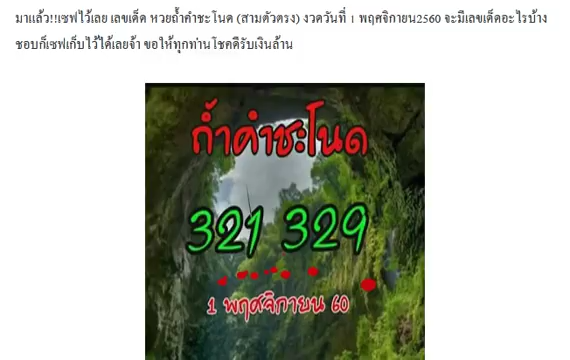 มาแล้ว!!เซฟไว้เลย เลขเด็ด หวยถ้ำคำชะโนด (สามตัวตรง) งวดวันที่ 1 พฤศจิกายน2560 จะมีเลขเด็ดอะไรบ้าง
ชอบก็เซฟเก็บไว้ได้เลยจ้า ขอให้ทุกท่านโชคดีรับเงินล้าน
ถ้ำคำชะโนด
321 329
1 พฤศจิกายน 60